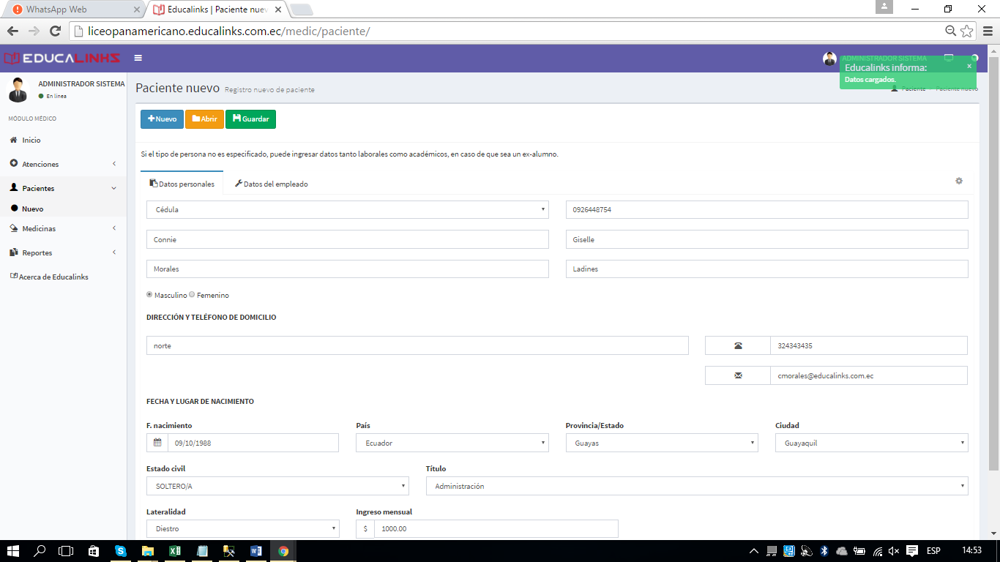 WhatsApp Web
Educalinks | Paciente nuev
liceopanamericano.educalinks.com.ec/medic/paciente/
EDUCALINKS
ADMINISTRADOR SISTEMA
Educalinks informa:
×
Datos cargados.
ADMINISTRADOR SISTEMA
En línea
Paciente nuevo Registro nuevo de paciente
Paciente
Paciente nuevo
MÓDULO MÉDICO
Inicio
Atenciones
Pacientes
Nuevo
Medicinas
Reportes
Acerca de Educalinks
Nuevo Abrir Guardar
Si el tipo de persona no es especificado, puede ingresar datos tanto laborales como académicos, en caso de que sea un ex-alumno.
Datos personales Datos del empleado
Cédula 0926448754
Connie Giselle
Morales Ladines
Masculino Femenino
DIRECCIÓN Y TELÉFONO DE DOMICILIO
norte 324343435
cmorales@educalinks.com.ec
FECHA Y LUGAR DE NACIMIENTO
F. nacimiento País Provincia/Estado Ciudad
09/10/1988 Ecuador Guayas Guayaquil
Estado civil Título
SOLTERO/A Administración
Lateralidad Ingreso mensual
Diestro $ 1000.00
ESP 14:53